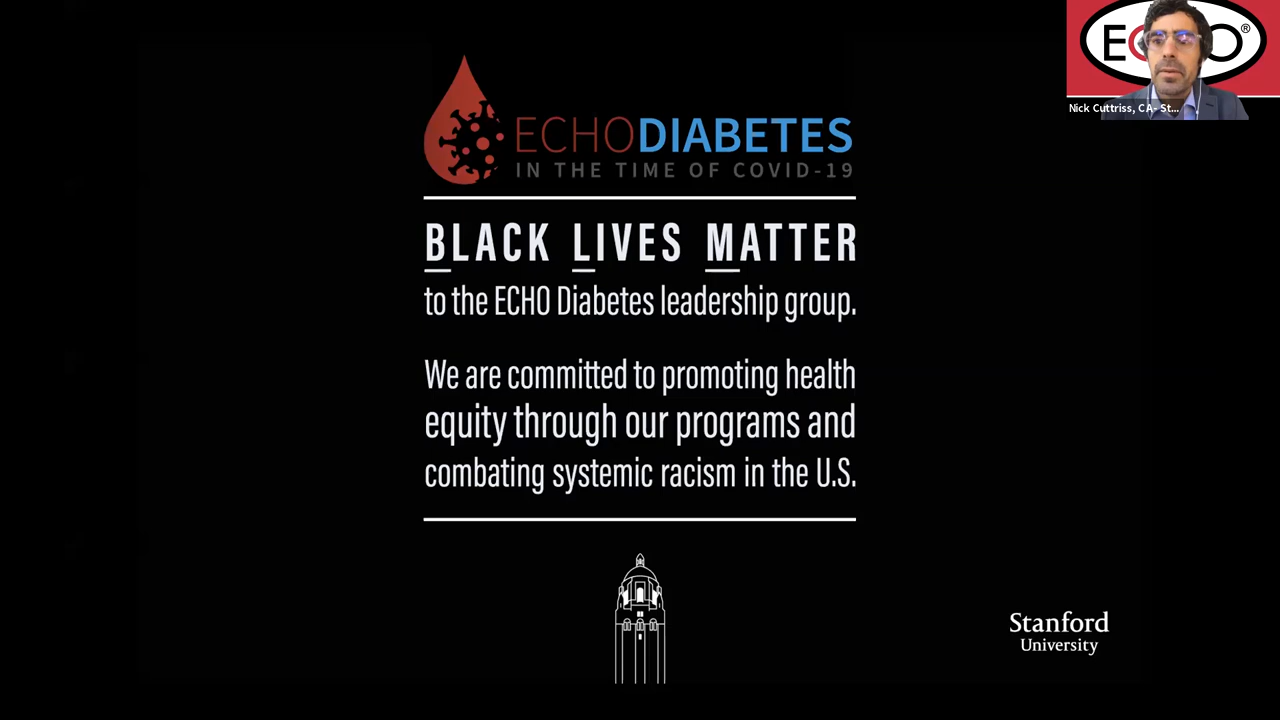 ECHODIABETES
IN THE TIME OF COVID-19
BLACK LIVES MATTER
to the ECHO Diabetes leadership group.
We are committed to promoting health
equity through our programs and
combating systemic racism in the U.S.
Stanford
University
ECHO®
Nick Cuttriss, CA- St...